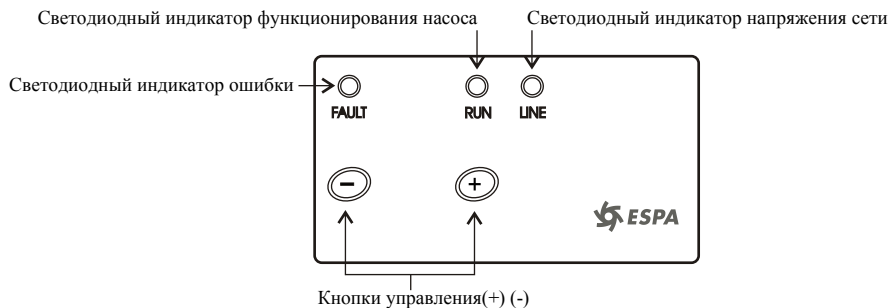 Светодиодный индикатор функционирования насоса
Светодиодный индикатор напряжения сети
Светодиодный индикатор ошибки
FAULT
RUN
LINE
-
+
ESPA
Кнопки управления(+) (-)